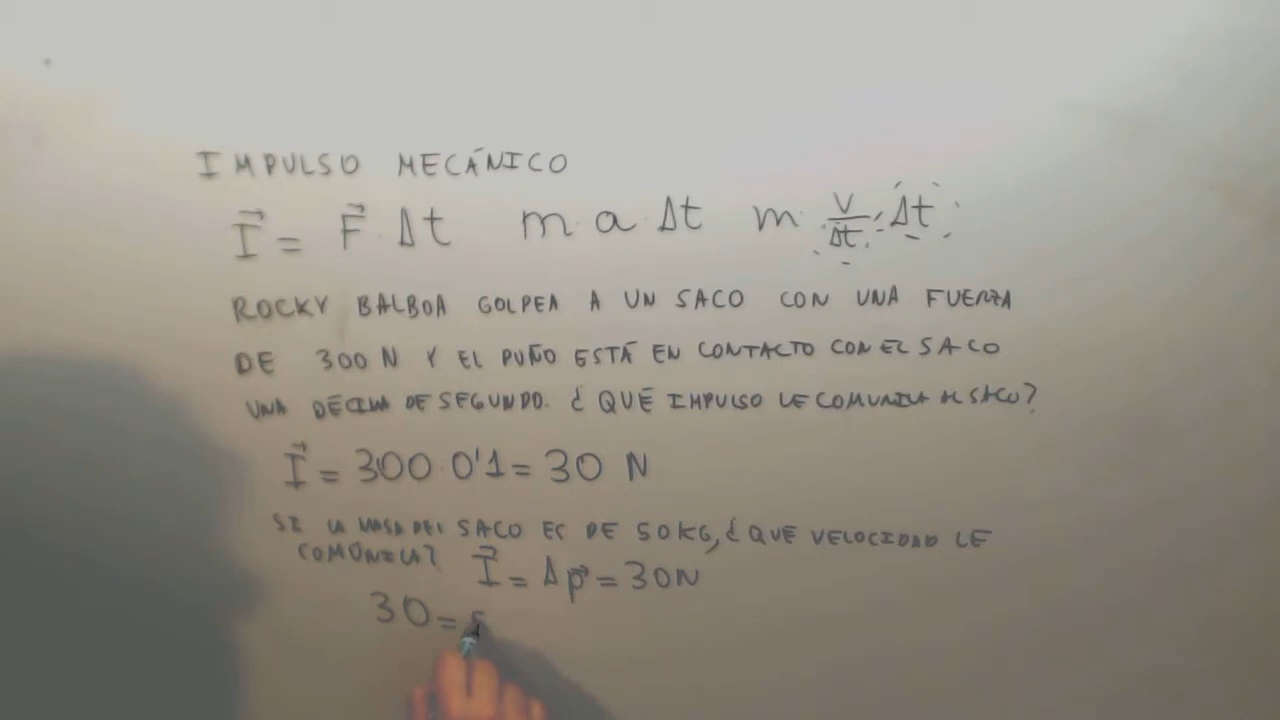 IMPULSO MECÁNICO
I⃗ = F⃗ · Δt m · a · Δt m · v/Δt · Δt
ROCKY BALBOA GOLPEA A UN SACO CON UNA FUERZA
DE 300 N Y EL PUÑO ESTÁ EN CONTACTO CON EL SACO
UNA DÉCIMA DE SEGUNDO. ¿QUÉ IMPULSO LE COMUNICA AL SACO?
I⃗ = 300 · 0'1 = 30 N
SI LA MASA DEL SACO ES DE 50 KG, ¿QUÉ VELOCIDAD LE
COMUNICA? I⃗ = Δp⃗ = 30 N
30 =